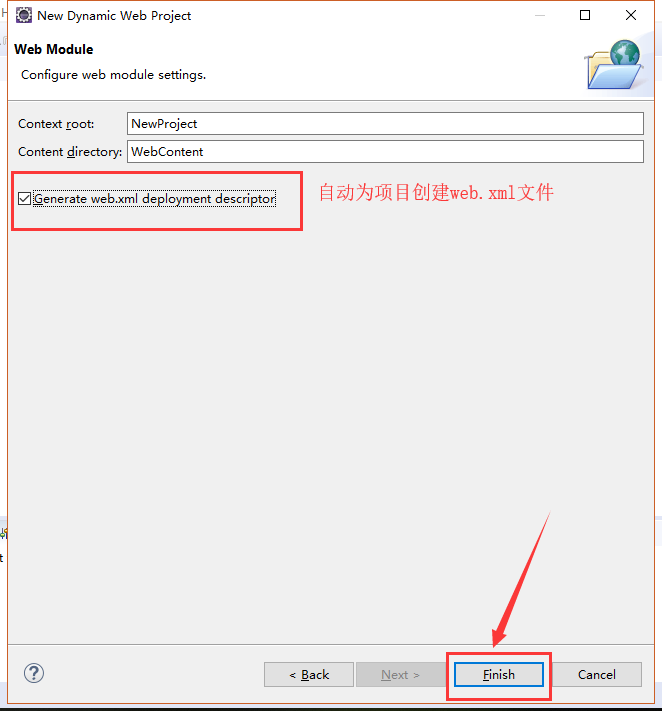 New Dynamic Web Project
Web Module
Configure web module settings.
Context root: NewProject
Content directory: WebContent
Generate web.xml deployment descriptor 自动为项目创建web.xml文件
< Back Next > Finish Cancel